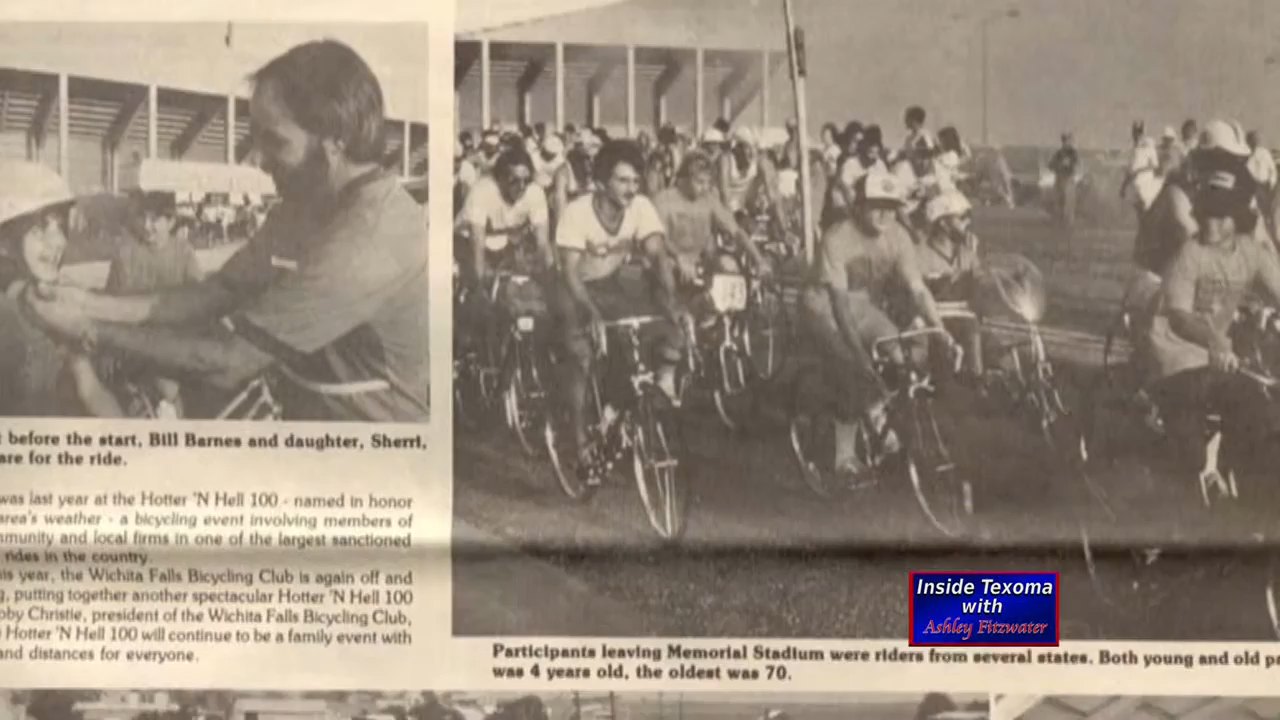 t before the start, Bill Barnes and daughter, Sherri,
are for the ride.
was last year at the Hotter 'N Hell 100 - named in honor
area's weather - a bicycling event involving members of
mmunity and local firms in one of the largest sanctioned
rides in the country.
is year, the Wichita Falls Bicycling Club is again off and
g, putting together another spectacular Hotter 'N Hell 100
bby Christie, president of the Wichita Falls Bicycling Club,
Hotter 'N Hell 100 will continue to be a family event with
and distances for everyone.
Participants leaving Memorial Stadium were riders from several states. Both young and old pa
was 4 years old, the oldest was 70.
Inside Texoma
with
Ashley Fitzwater